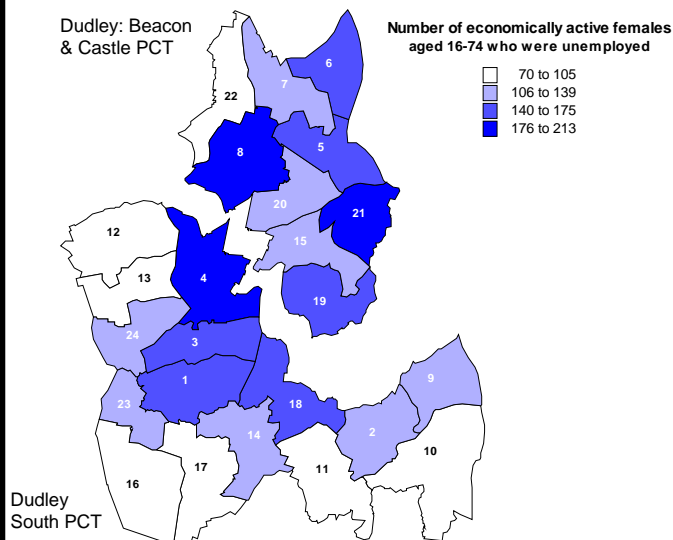 Dudley: Beacon
& Castle PCT
Number of economically active females
aged 16-74 who were unemployed
70 to 105
106 to 139
140 to 175
176 to 213
6
7
22
5
8
20
21
12
15
13
4
19
24
3
9
1
23
18
2
14
10
17
11
16
Dudley
South PCT